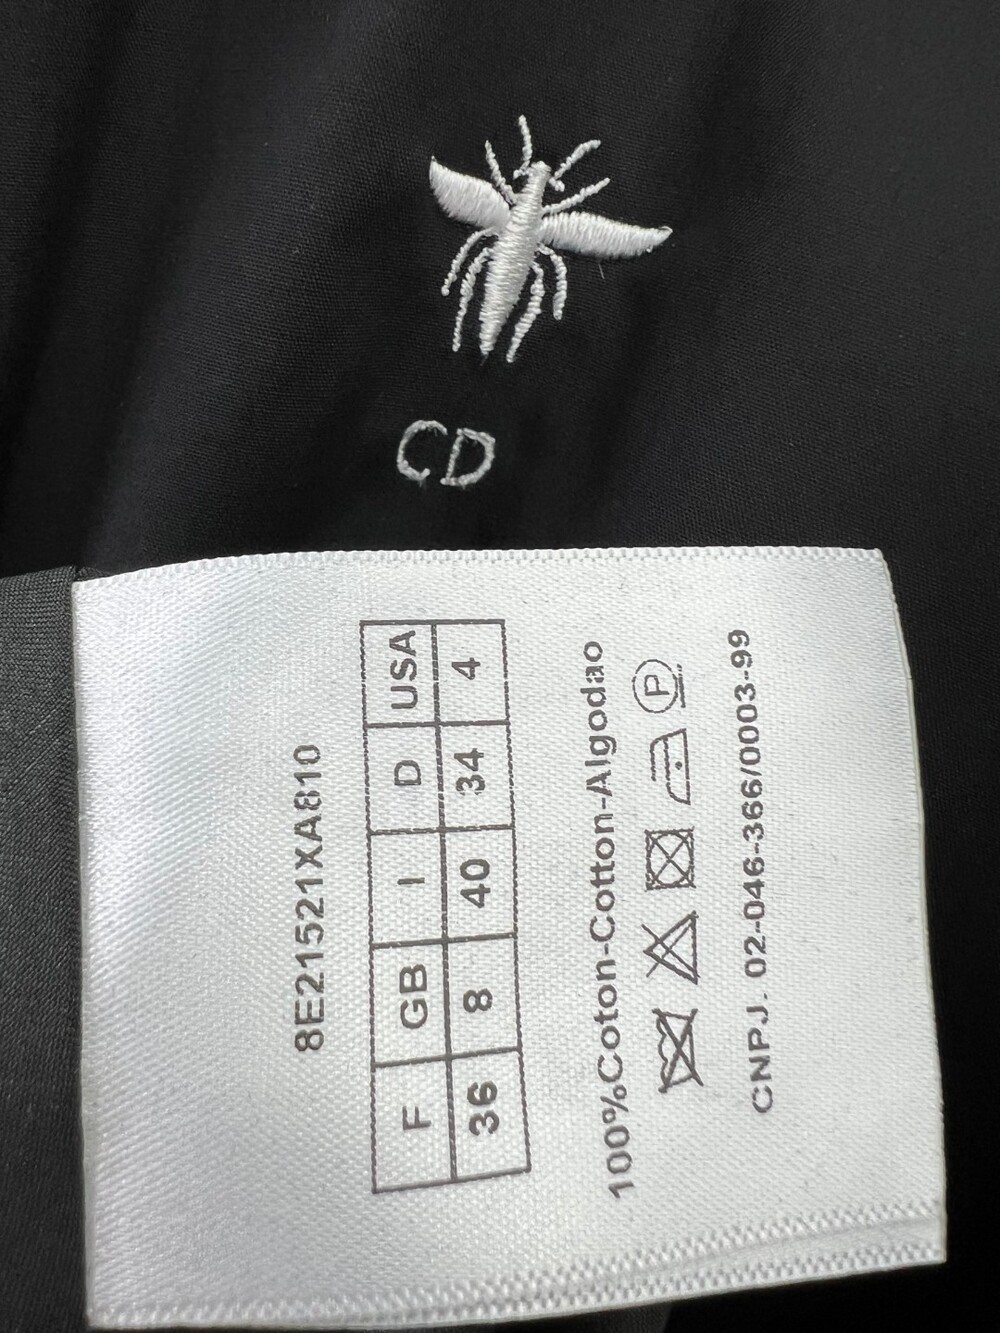 CD
8E21521XA810
F GB I D USA
36 8 40 34 4
100%Coton-Cotton-Algodao
P
CNPJ. 02-046-366/0003-99